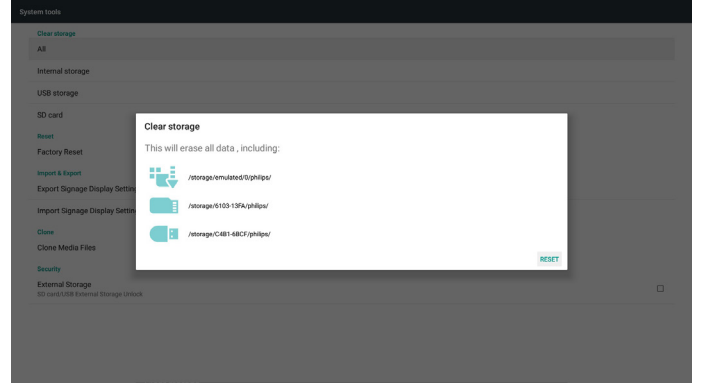 System tools
Clear storage
All
Internal storage
USB storage
SD card
Reset
Factory Reset
Import & Export
Export Signage Display Setting
Import Signage Display Setting
Clone
Clone Media Files
Security
External Storage
SD card/USB External Storage Unlock
Clear storage
This will erase all data , including:
/storage/emulated/0/philips/
/storage/6103-13FA/philips/
/storage/C4B1-6BCF/philips/
RESET